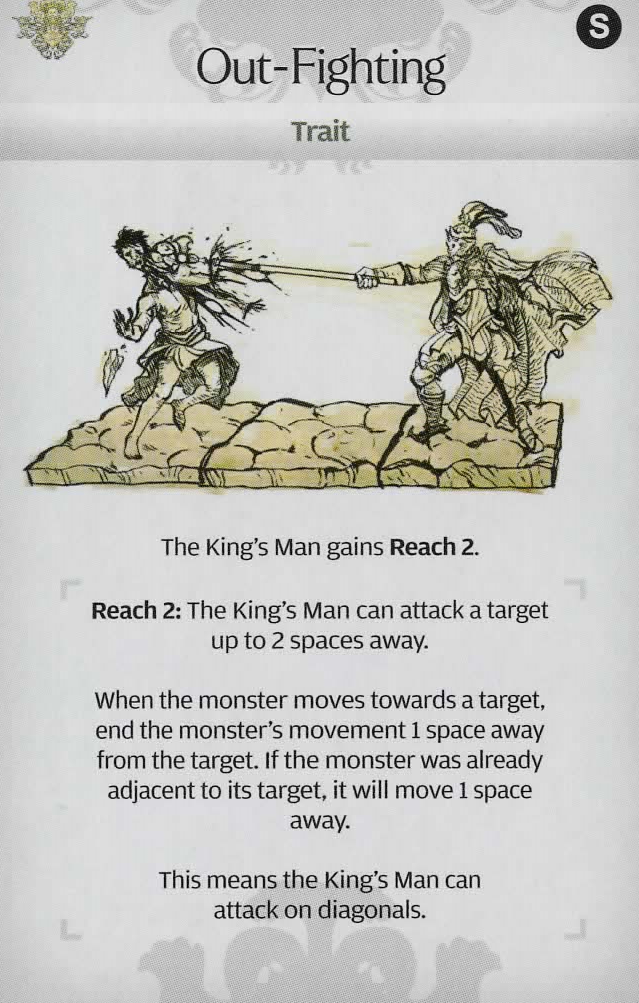 S
Out-Fighting
Trait
The King's Man gains Reach 2.
Reach 2: The King's Man can attack a target
up to 2 spaces away.
When the monster moves towards a target,
end the monster's movement 1 space away
from the target. If the monster was already
adjacent to its target, it will move 1 space
away.
This means the King's Man can
attack on diagonals.